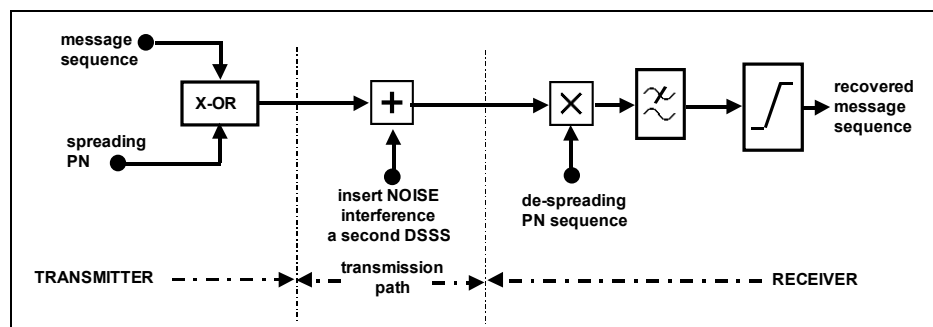 message
sequence
X-OR
spreading
PN
+
insert NOISE
interference
a second DSSS
×
de-spreading
PN sequence
recovered
message
sequence
TRANSMITTER
transmission
path
RECEIVER